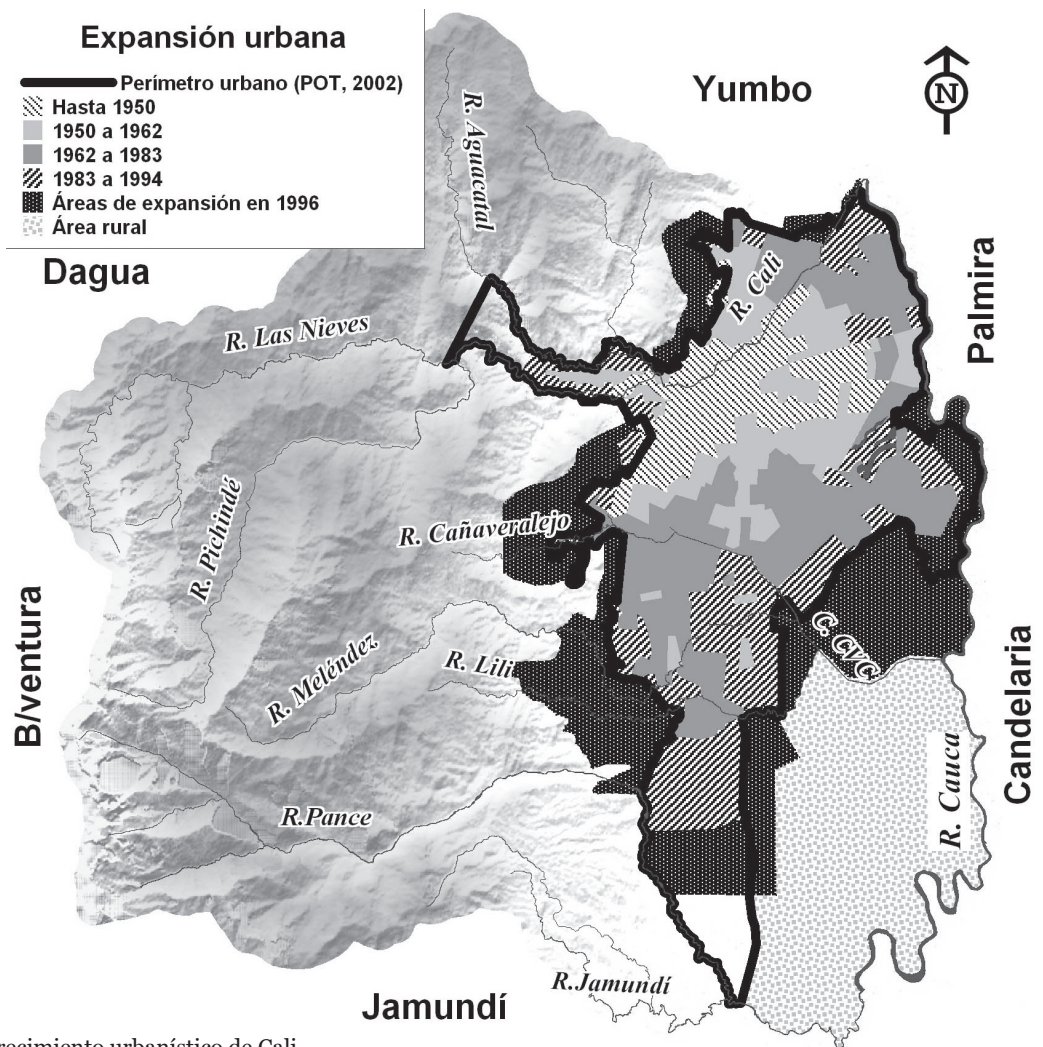 Expansión urbana
Perímetro urbano (POT, 2002)
Hasta 1950
1950 a 1962
1962 a 1983
1983 a 1994
Áreas de expansión en 1996
Área rural
Yumbo
N
R. Aguacatal
Dagua
R. Cali
Palmira
R. Las Nieves
R. Pichindé
R. Cañaveralejo
B/ventura
R. Meléndez
R. Lili
C. CVC
Candelaria
R. Cauca
R.Pance
R.Jamundí
Jamundí
recimiento urbanístico de Cali